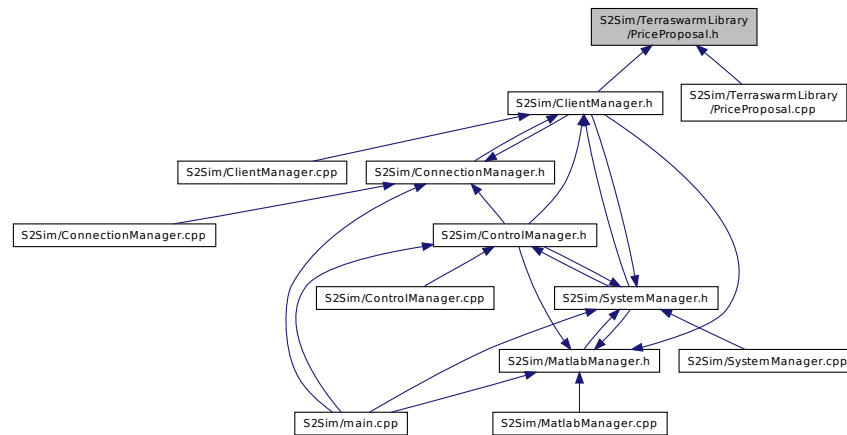 S2Sim/TerraswarmLibrary
/PriceProposal.h
S2Sim/ClientManager.h
S2Sim/TerraswarmLibrary
/PriceProposal.cpp
S2Sim/ClientManager.cpp
S2Sim/ConnectionManager.h
S2Sim/ConnectionManager.cpp
S2Sim/ControlManager.h
S2Sim/ControlManager.cpp
S2Sim/SystemManager.h
S2Sim/MatlabManager.h
S2Sim/SystemManager.cpp
S2Sim/main.cpp
S2Sim/MatlabManager.cpp